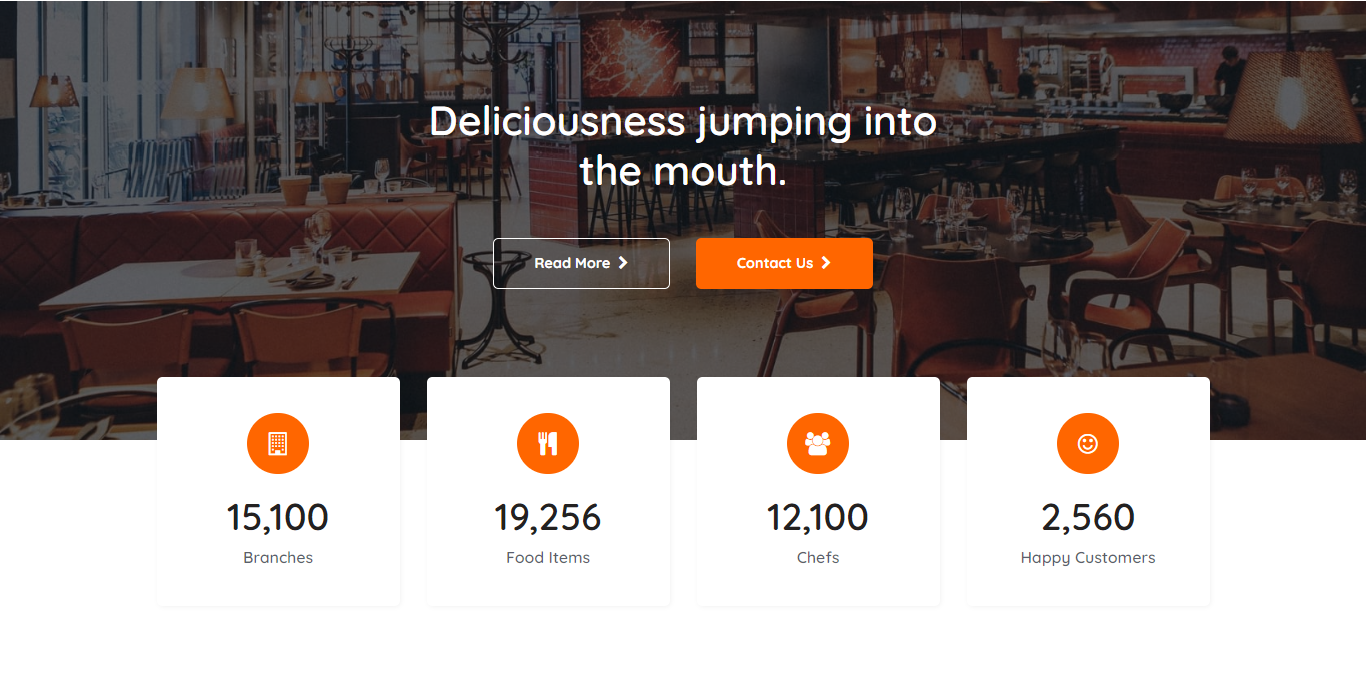 Deliciousness jumping into
the mouth.
Read More
Contact Us
15,100
19,256
12,100
2,560
Branches
Food Items
Chefs
Happy Customers